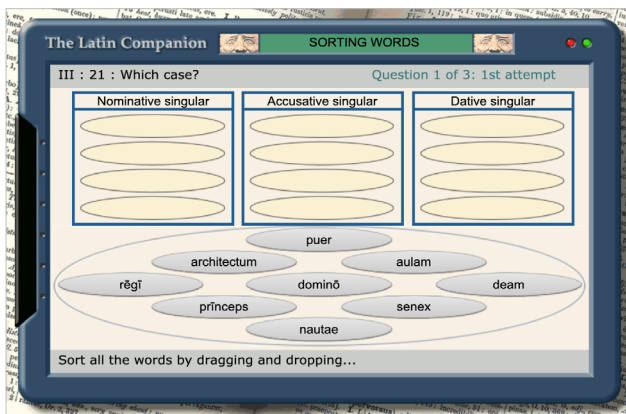 The Latin Companion
SORTING WORDS
III : 21 : Which case?
Question 1 of 3: 1st attempt
Nominative singular
Accusative singular
Dative singular
puer
architectum
aulam
rēgī
dominō
deam
prīnceps
senex
nautae
Sort all the words by dragging and dropping...